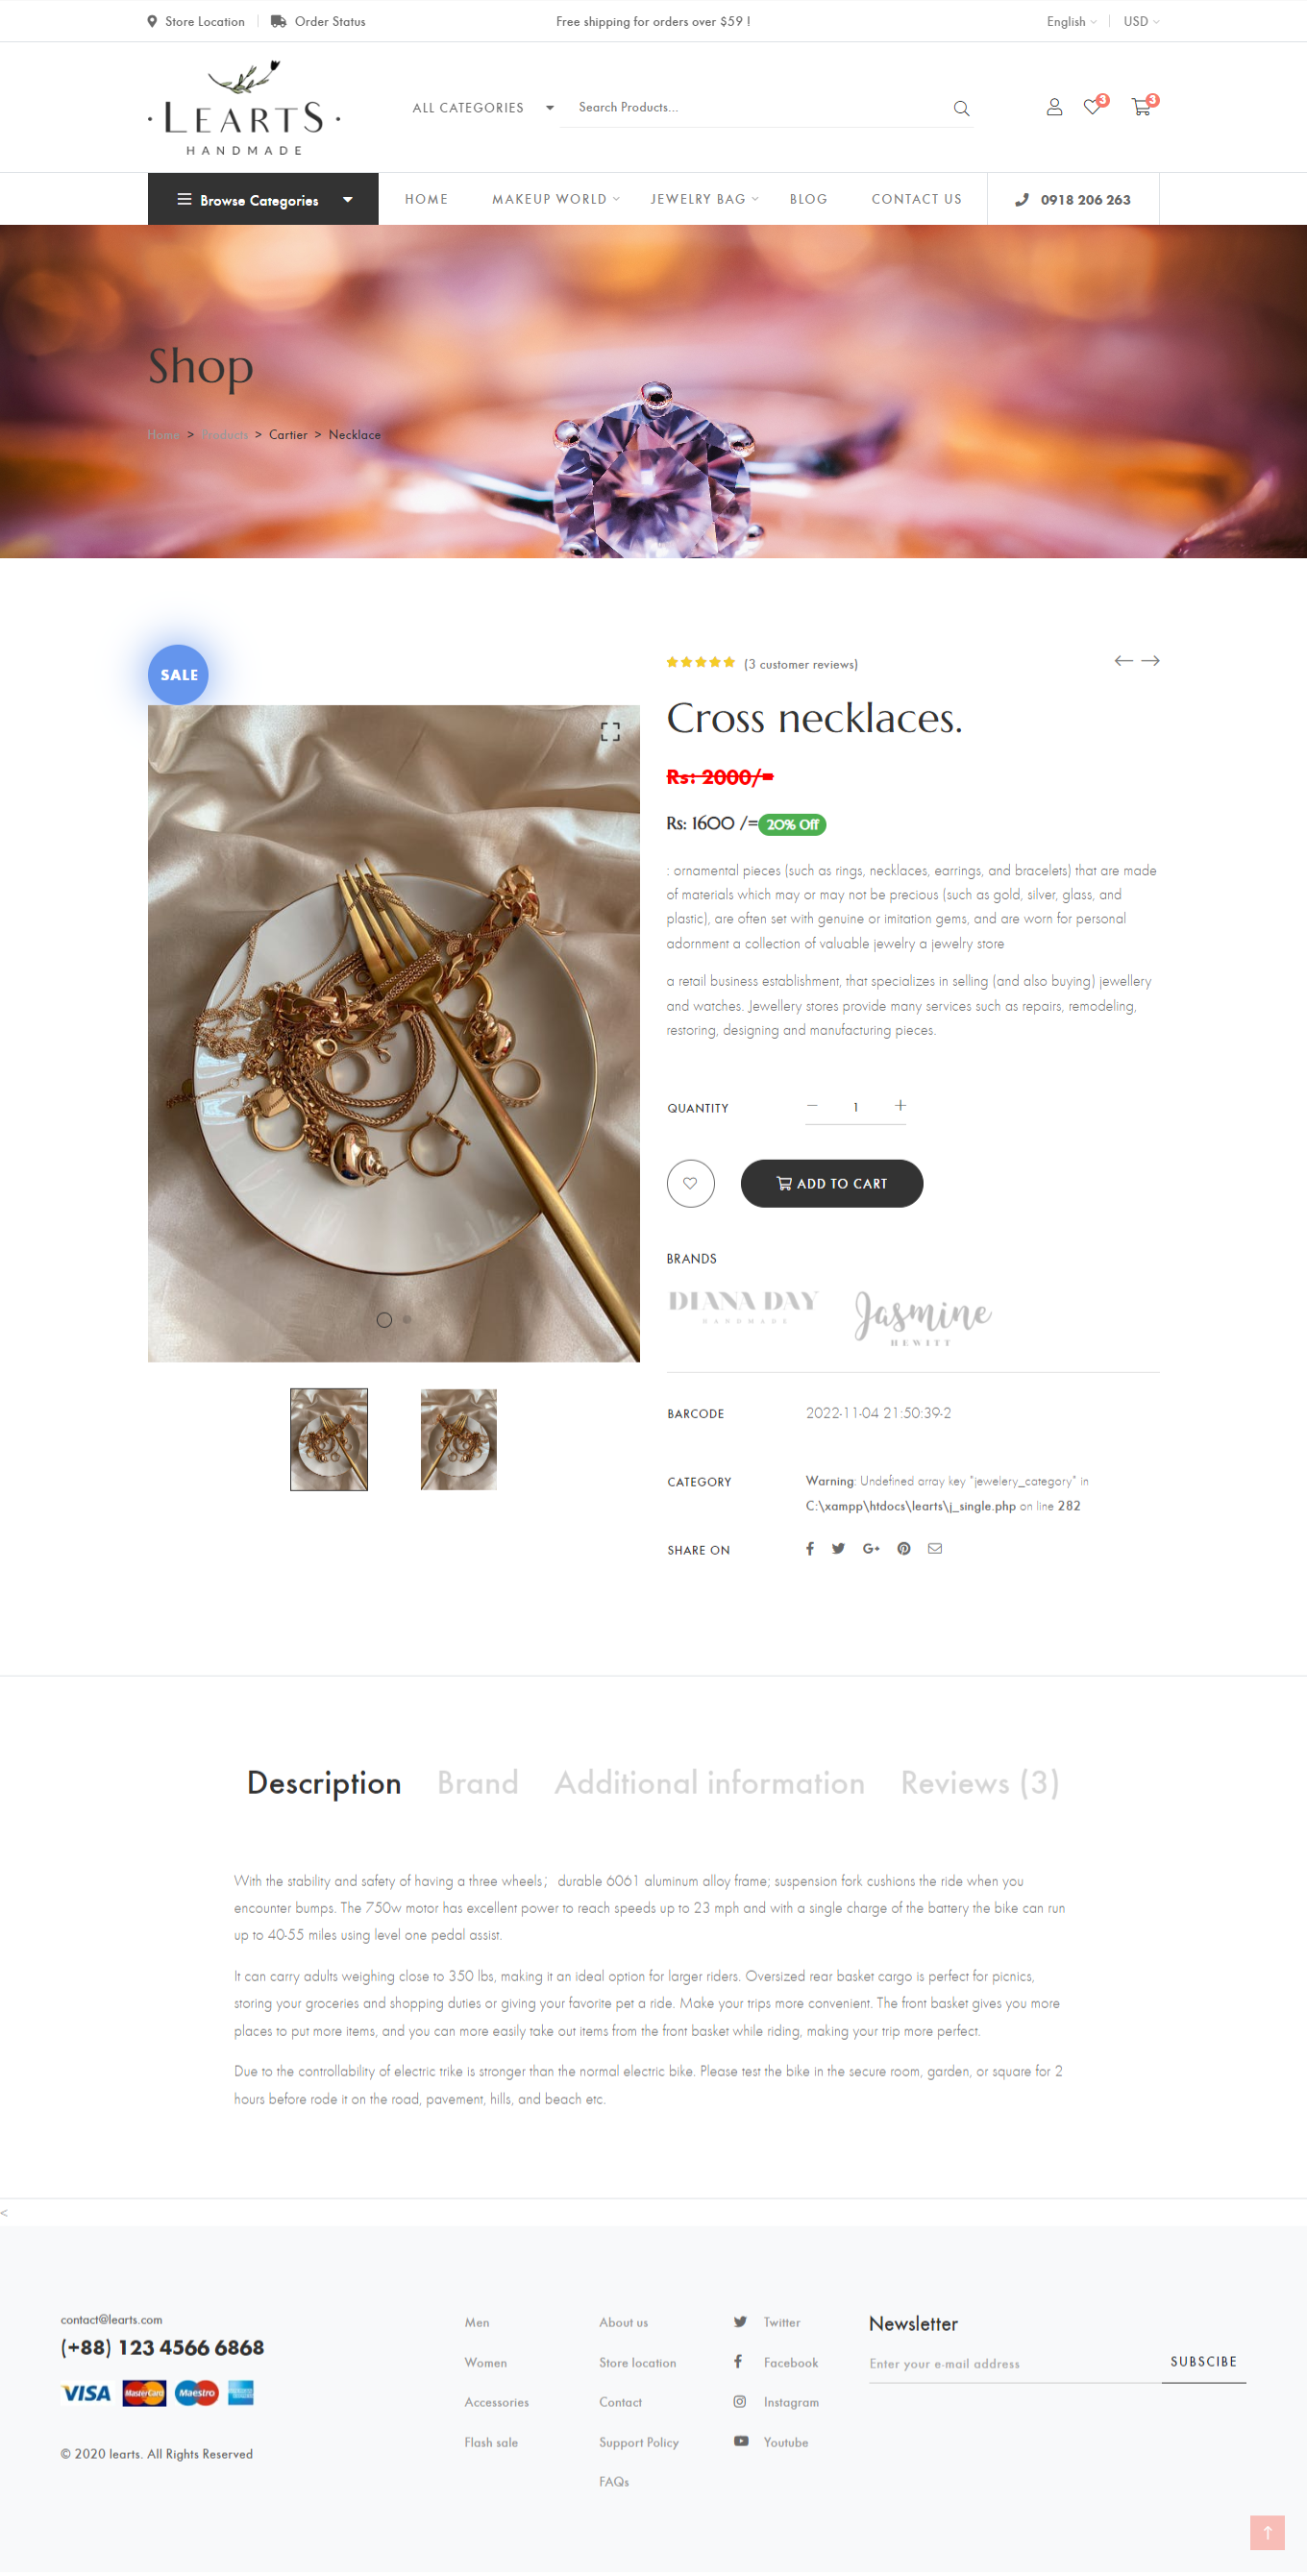 Store Location
Order Status
Free shipping for orders over $59 !
English
USD
LEARTS
HANDMADE
ALL CATEGORIES
Search Products...
3
3
Browse Categories
HOME
MAKEUP WORLD
JEWELRY BAG
BLOG
CONTACT US
0918 206 263
Shop
Home > Products > Cartier > Necklace
SALE
(3 customer reviews)
Cross necklaces.
Rs: 2000/=
Rs: 1600 /= 20% Off
: ornamental pieces (such as rings, necklaces, earrings, and bracelets) that are made
of materials which may or may not be precious (such as gold, silver, glass, and
plastic), are often set with genuine or imitation gems, and are worn for personal
adornment a collection of valuable jewelry a jewelry store
a retail business establishment, that specializes in selling (and also buying) jewellery
and watches. Jewellery stores provide many services such as repairs, remodeling,
restoring, designing and manufacturing pieces.
QUANTITY
− 1 +
ADD TO CART
BRANDS
DIANA DAY
HANDMADE
Jasmine
HEWITT
BARCODE
2022-11-04 21:50:39-2
CATEGORY
Warning: Undefined array key "jewelery_category" in
C:\xampp\htdocs\learts\j_single.php on line 282
SHARE ON
Description
Brand
Additional information
Reviews (3)
With the stability and safety of having a three wheels；durable 6061 aluminum alloy frame; suspension fork cushions the ride when you
encounter bumps. The 750w motor has excellent power to reach speeds up to 23 mph and with a single charge of the battery the bike can run
up to 40-55 miles using level one pedal assist.
It can carry adults weighing close to 350 lbs, making it an ideal option for larger riders. Oversized rear basket cargo is perfect for picnics,
storing your groceries and shopping duties or giving your favorite pet a ride. Make your trips more convenient. The front basket gives you more
places to put more items, and you can more easily take out items from the front basket while riding, making your trip more perfect.
Due to the controllability of electric trike is stronger than the normal electric bike. Please test the bike in the secure room, garden, or square for 2
hours before rode it on the road, pavement, hills, and beach etc.
<
contact@learts.com
(+88) 123 4566 6868
VISA
MasterCard
Maestro
© 2020 learts. All Rights Reserved
Men
Women
Accessories
Flash sale
About us
Store location
Contact
Support Policy
FAQs
Twitter
Facebook
Instagram
Youtube
Newsletter
Enter your e-mail address
SUBSCIBE